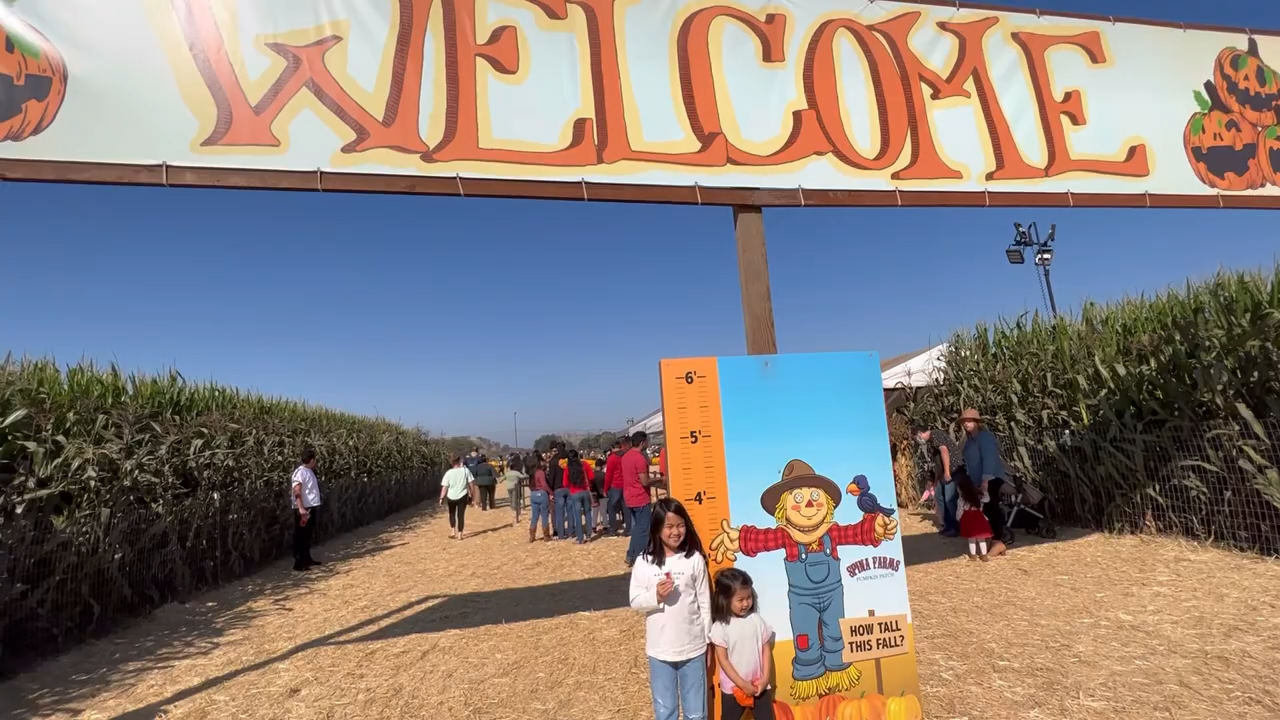 WELCOME
6'
5'
4'
SPINA FARMS
PUMPKIN PATCH
HOW TALL
THIS FALL?